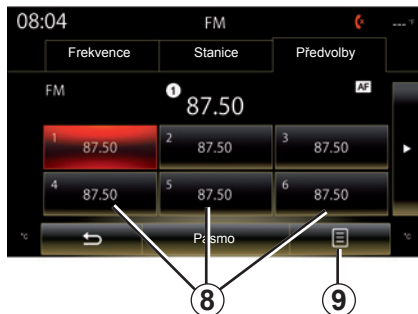 08:04 FM --- °F
Frekvence Stanice Předvolby
FM 1 87.50 AF
1 87.50 2 87.50 3 87.50
4 87.50 5 87.50 6 87.50
°C Pásmo °C
8 9